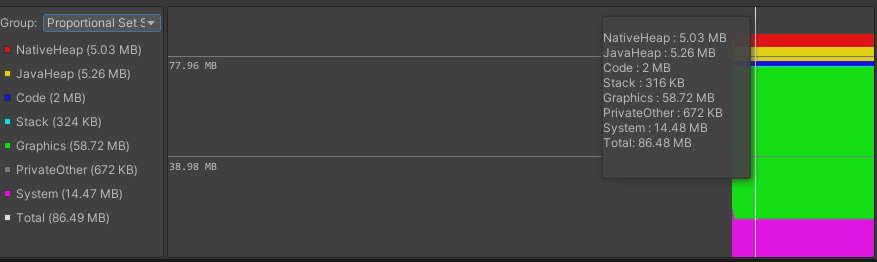 Group: Proportional Set S
NativeHeap (5.03 MB)
JavaHeap (5.26 MB)
Code (2 MB)
Stack (324 KB)
Graphics (58.72 MB)
PrivateOther (672 KB)
System (14.47 MB)
Total (86.49 MB)
77.96 MB
38.98 MB
NativeHeap : 5.03 MB
JavaHeap : 5.26 MB
Code : 2 MB
Stack : 316 KB
Graphics : 58.72 MB
PrivateOther : 672 KB
System : 14.48 MB
Total: 86.48 MB